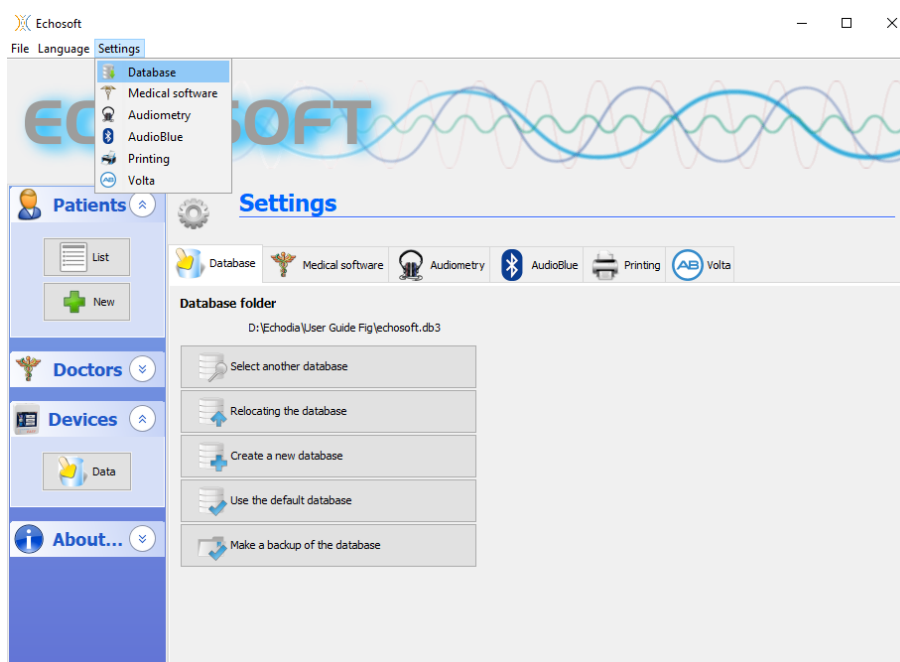 Echosoft
File Language Settings
Database
Medical software
Audiometry
AudioBlue
Printing
Volta
Patients
List
New
Doctors
Devices
Data
About...
Settings
Database Medical software Audiometry AudioBlue Printing AB Volta
Database folder
D:\Echodia\User Guide Fig\echosoft.db3
Select another database
Relocating the database
Create a new database
Use the default database
Make a backup of the database